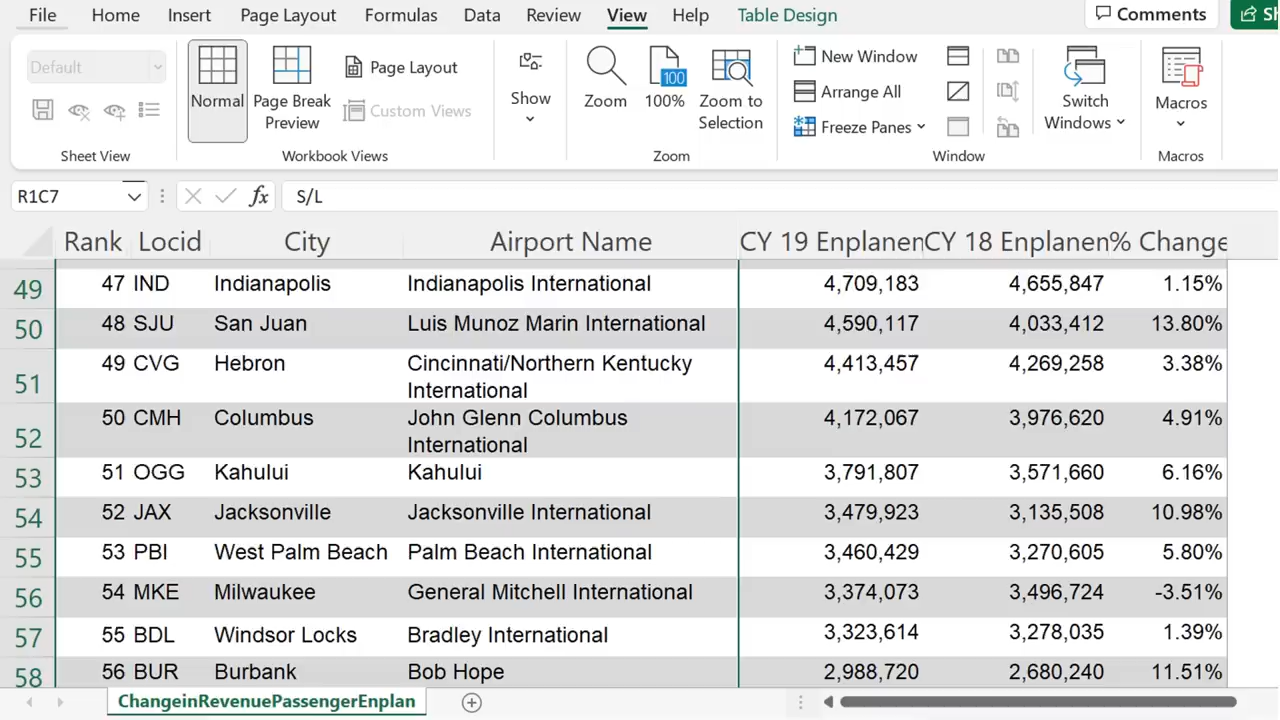 File Home Insert Page Layout Formulas Data Review View Help Table Design Comments
Default
Normal
Page Break
Preview
Page Layout
Custom Views
Show
Zoom
100
100%
Zoom to
Selection
New Window
Arrange All
Freeze Panes
Switch
Windows
Macros
Sheet View Workbook Views Zoom Window Macros
R1C7 fx S/L
Rank Locid City Airport Name CY 19 Enplanen CY 18 Enplanen % Change
49 47 IND Indianapolis Indianapolis International 4,709,183 4,655,847 1.15%
50 48 SJU San Juan Luis Munoz Marin International 4,590,117 4,033,412 13.80%
51 49 CVG Hebron Cincinnati/Northern Kentucky 4,413,457 4,269,258 3.38%
International
52 50 CMH Columbus John Glenn Columbus 4,172,067 3,976,620 4.91%
International
53 51 OGG Kahului Kahului 3,791,807 3,571,660 6.16%
54 52 JAX Jacksonville Jacksonville International 3,479,923 3,135,508 10.98%
55 53 PBI West Palm Beach Palm Beach International 3,460,429 3,270,605 5.80%
56 54 MKE Milwaukee General Mitchell International 3,374,073 3,496,724 -3.51%
57 55 BDL Windsor Locks Bradley International 3,323,614 3,278,035 1.39%
58 56 BUR Burbank Bob Hope 2,988,720 2,680,240 11.51%
ChangeinRevenuePassengerEnplan